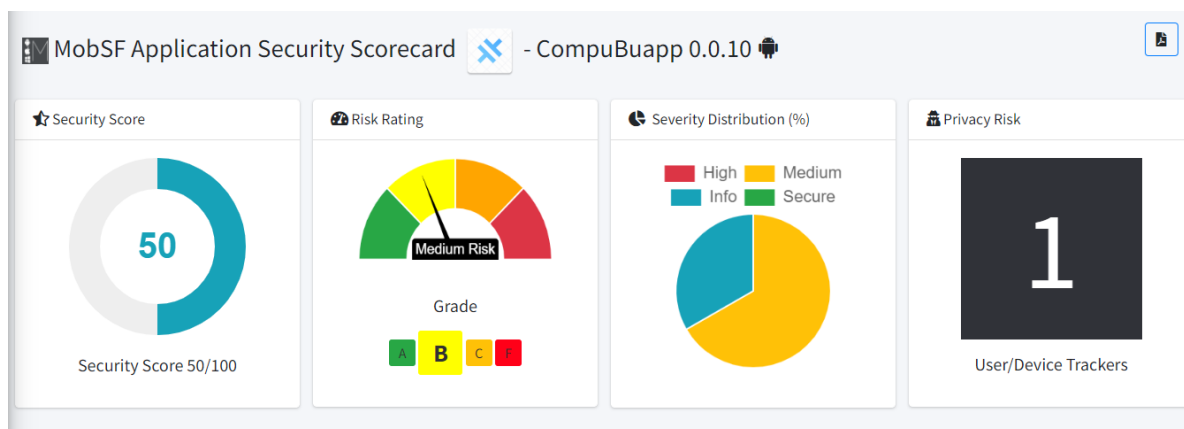 MobSF Application Security Scorecard - CompuBuapp 0.0.10
Security Score
50
Security Score 50/100
Risk Rating
Medium Risk
Grade
A B C F
Severity Distribution (%)
High Medium
Info Secure
Privacy Risk
1
User/Device Trackers